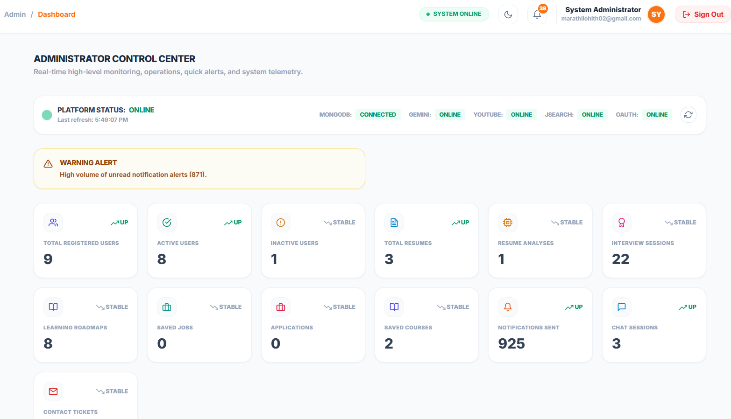 Admin / Dashboard
SYSTEM ONLINE
38
System Administrator
marathilohith02@gmail.com
SY
Sign Out
ADMINISTRATOR CONTROL CENTER
Real-time high-level monitoring, operations, quick alerts, and system telemetry.
PLATFORM STATUS: ONLINE
Last refresh: 5:48:07 PM
MONGODB: CONNECTED GEMINI: ONLINE YOUTUBE: ONLINE JSEARCH: ONLINE OAUTH: ONLINE
WARNING ALERT
High volume of unread notification alerts (871).
UP
TOTAL REGISTERED USERS
9
UP
ACTIVE USERS
8
STABLE
INACTIVE USERS
1
UP
TOTAL RESUMES
3
STABLE
RESUME ANALYSES
1
STABLE
INTERVIEW SESSIONS
22
STABLE
LEARNING ROADMAPS
8
STABLE
SAVED JOBS
0
STABLE
APPLICATIONS
0
STABLE
SAVED COURSES
2
UP
NOTIFICATIONS SENT
925
UP
CHAT SESSIONS
3
STABLE
CONTACT TICKETS